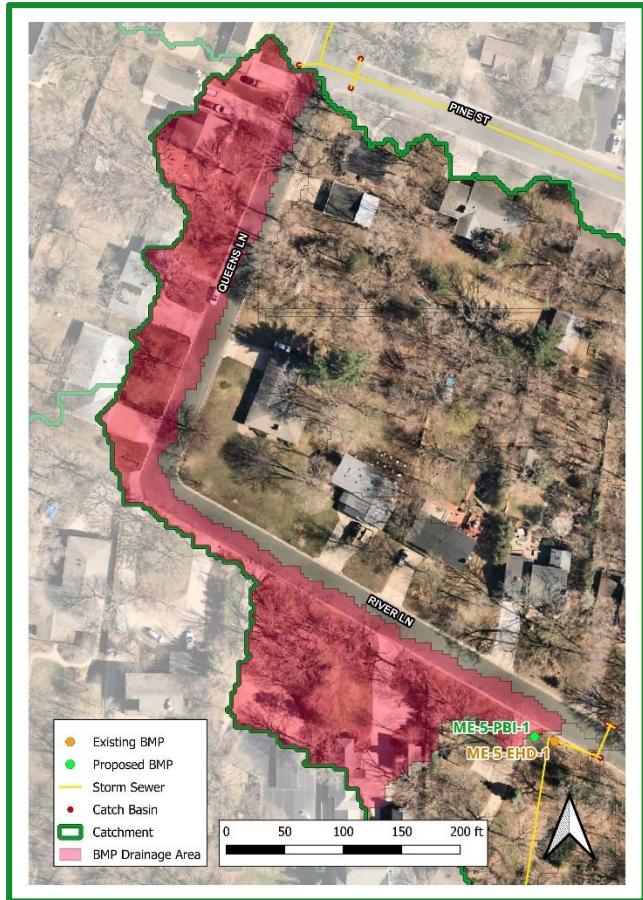 PINE ST
QUEENS LN
RIVER LN
ME-5-PBI-1
ME-5-EHD-1
Existing BMP
Proposed BMP
Storm Sewer
Catch Basin
Catchment
BMP Drainage Area
0 50 100 150 200 ft